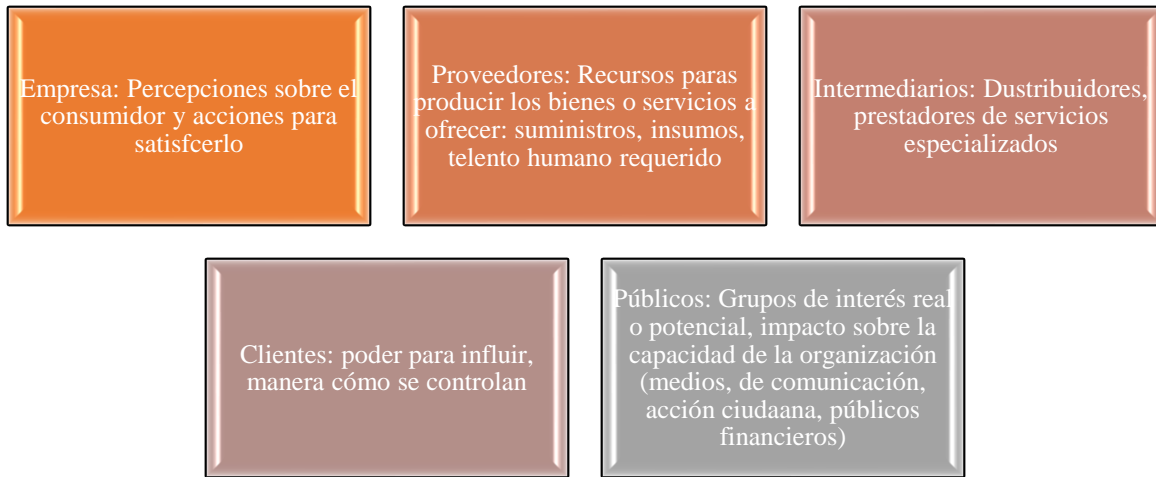 Empresa: Percepciones sobre el
consumidor y acciones para
satisfcerlo
Proveedores: Recursos paras
producir los bienes o servicios a
ofrecer: suministros, insumos,
telento humano requerido
Intermediarios: Dustribuidores,
prestadores de servicios
especializados
Clientes: poder para influir,
manera cómo se controlan
Públicos: Grupos de interés real
o potencial, impacto sobre la
capacidad de la organización
(medios, de comunicación,
acción ciudaana, públicos
financieros)